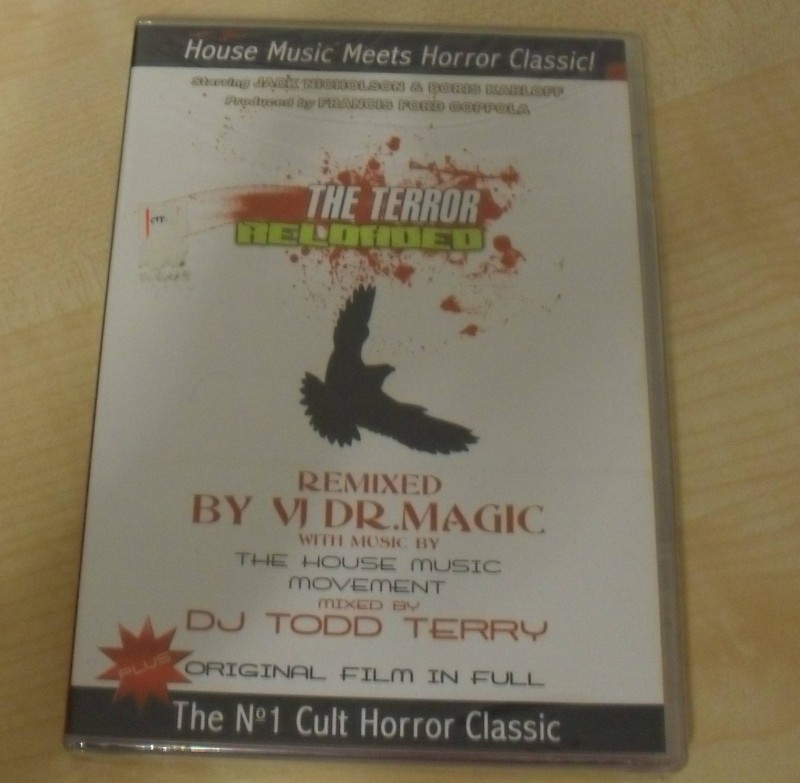 House Music Meets Horror Classic!
Starring JACK NICHOLSON & BORIS KARLOFF
Produced by FRANCIS FORD COPPOLA
THE TERROR
RELOADED
REMIXED
BY VJ DR.MAGIC
WITH MUSIC BY
THE HOUSE MUSIC
MOVEMENT
MIXED BY
DJ TODD TERRY
PLUS
ORIGINAL FILM IN FULL
The Nº1 Cult Horror Classic